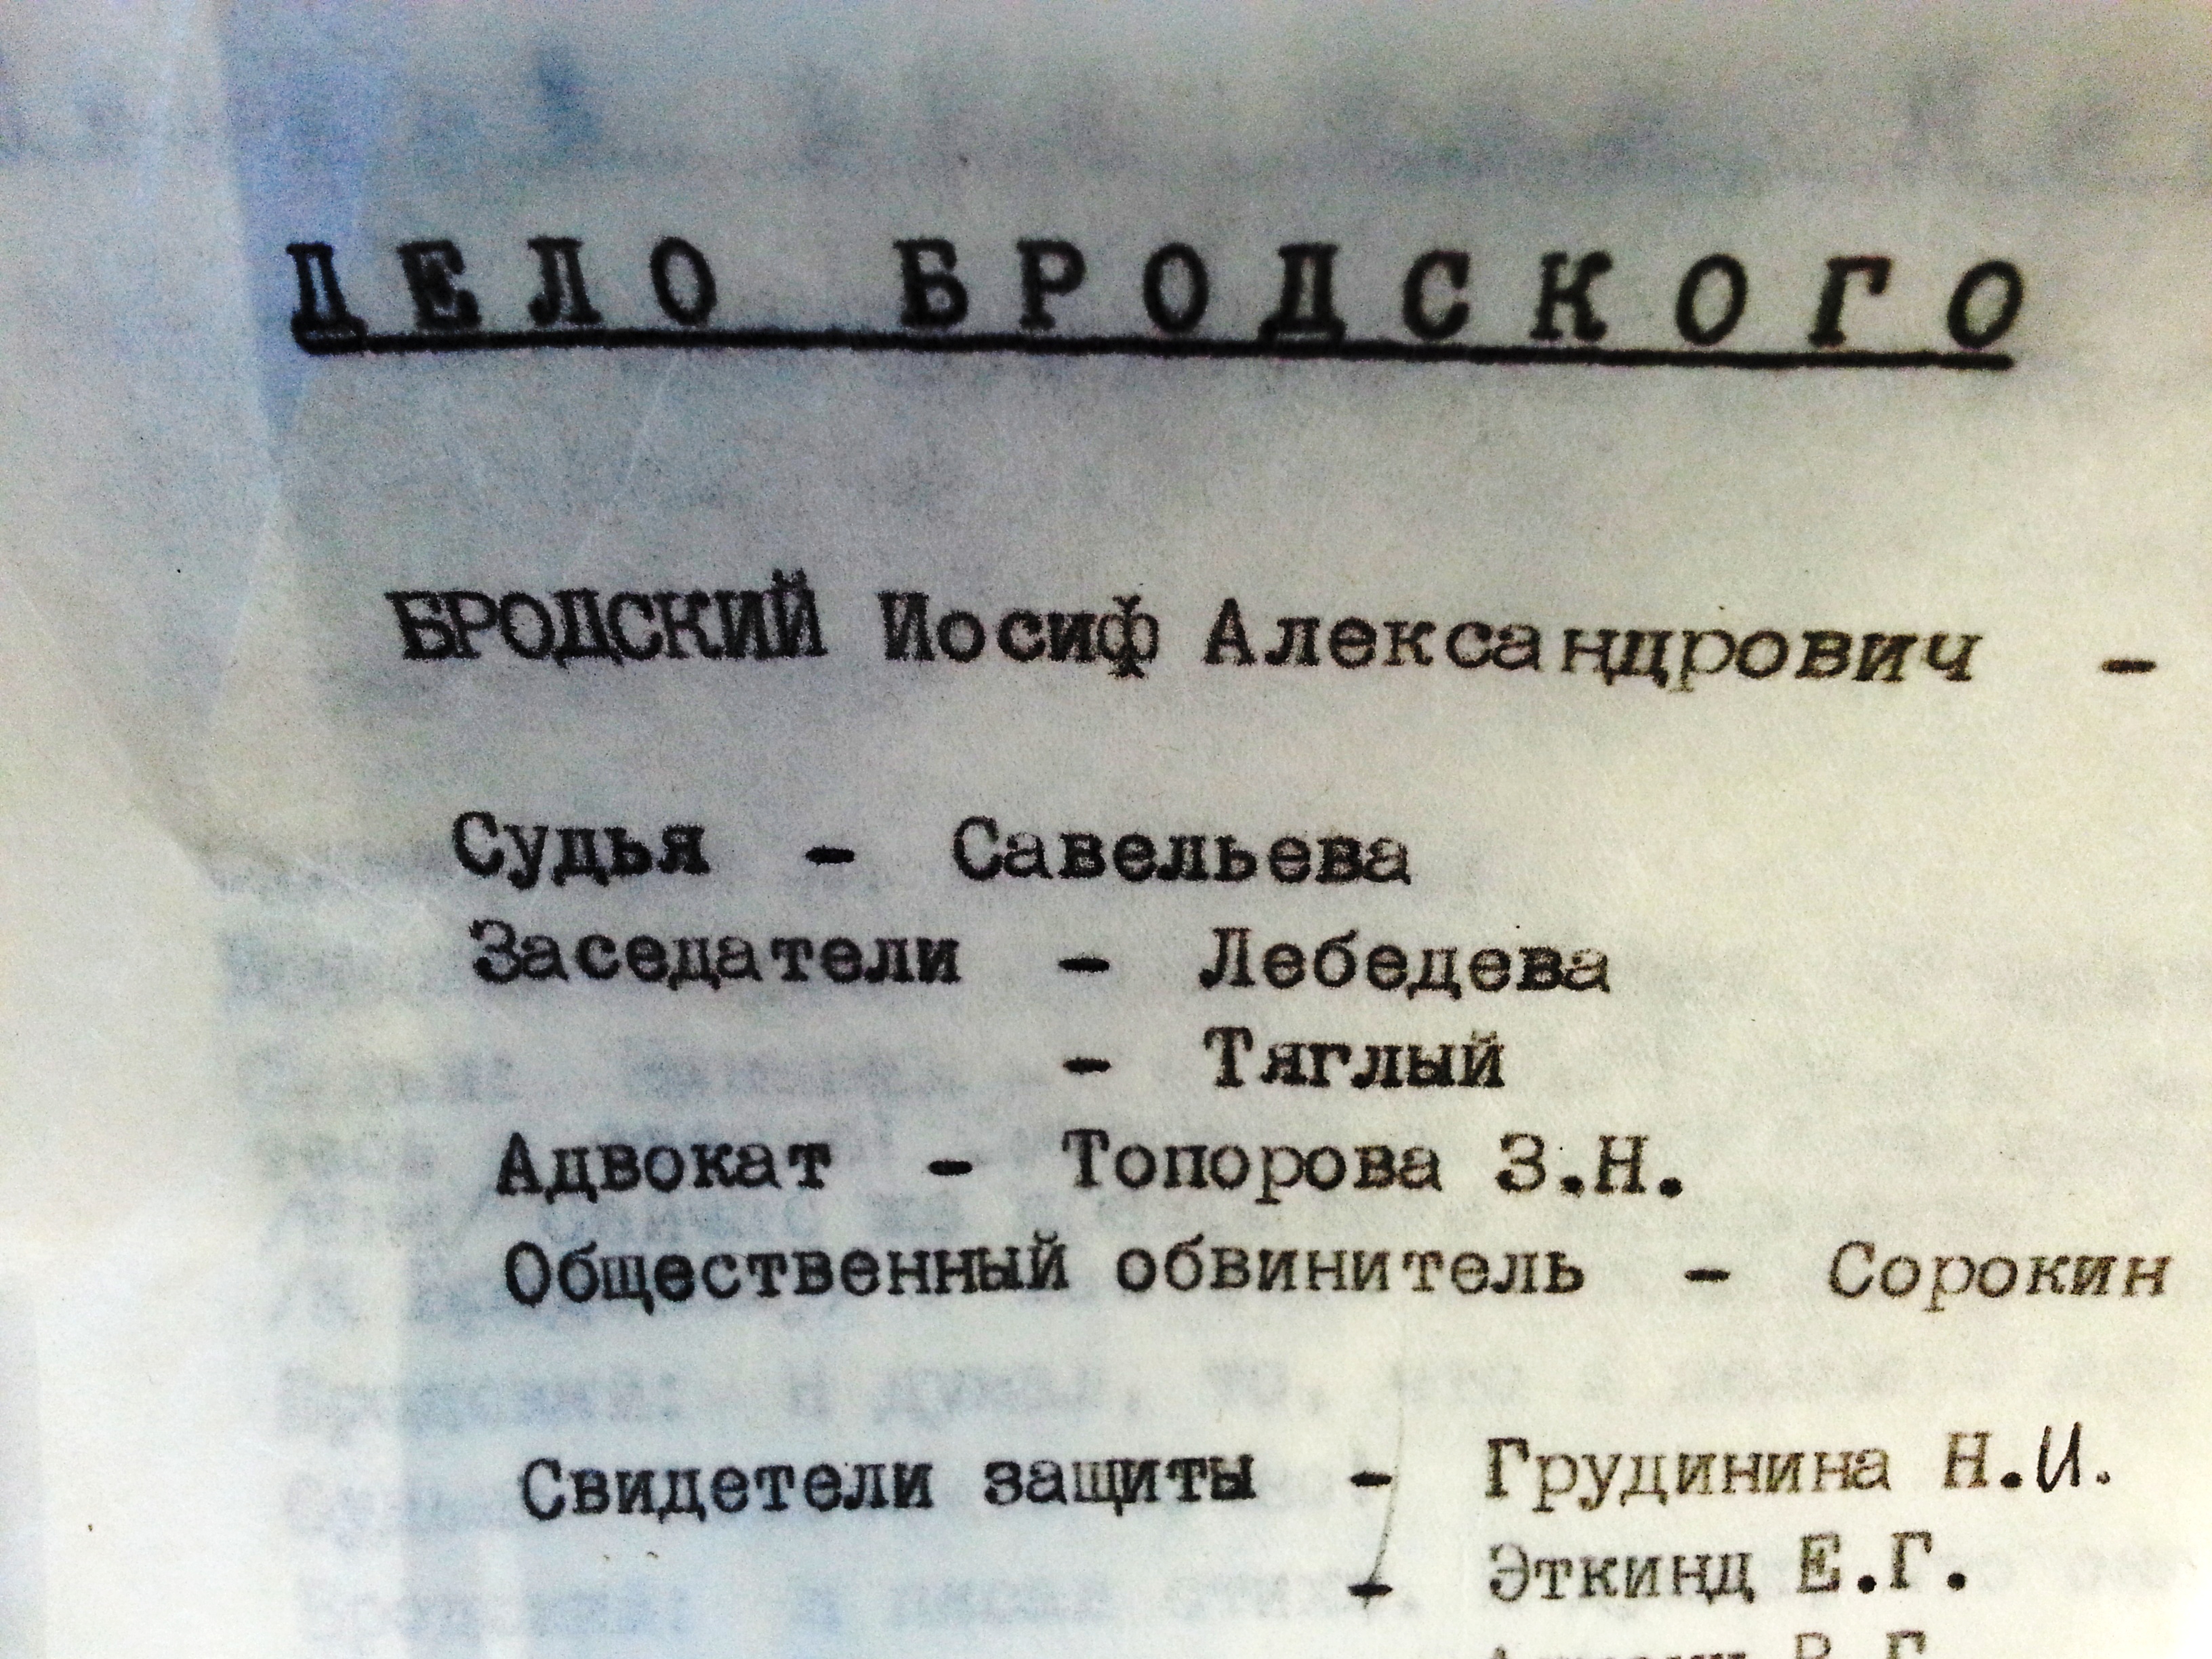 ДЕЛО БРОДСКОГО
БРОДСКИЙ Иосиф Александрович -
Судья - Савельева
Заседатели - Лебедева
- Тяглый
Адвокат - Топорова З.Н.
Общественный обвинитель - Сорокин
Свидетели защиты - Грудинина Н.И.
- Эткинд Е.Г.